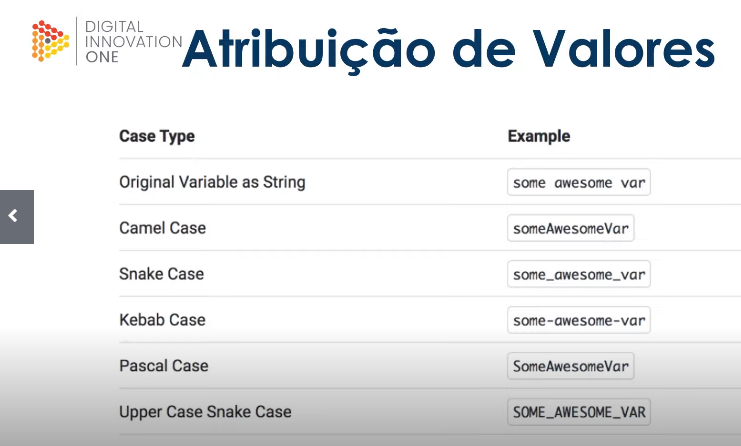 DIGITAL
INNOVATION
ONE
Atribuição de Valores
Case Type Example
Original Variable as String some awesome var
Camel Case someAwesomeVar
Snake Case some_awesome_var
Kebab Case some-awesome-var
Pascal Case SomeAwesomeVar
Upper Case Snake Case SOME_AWESOME_VAR